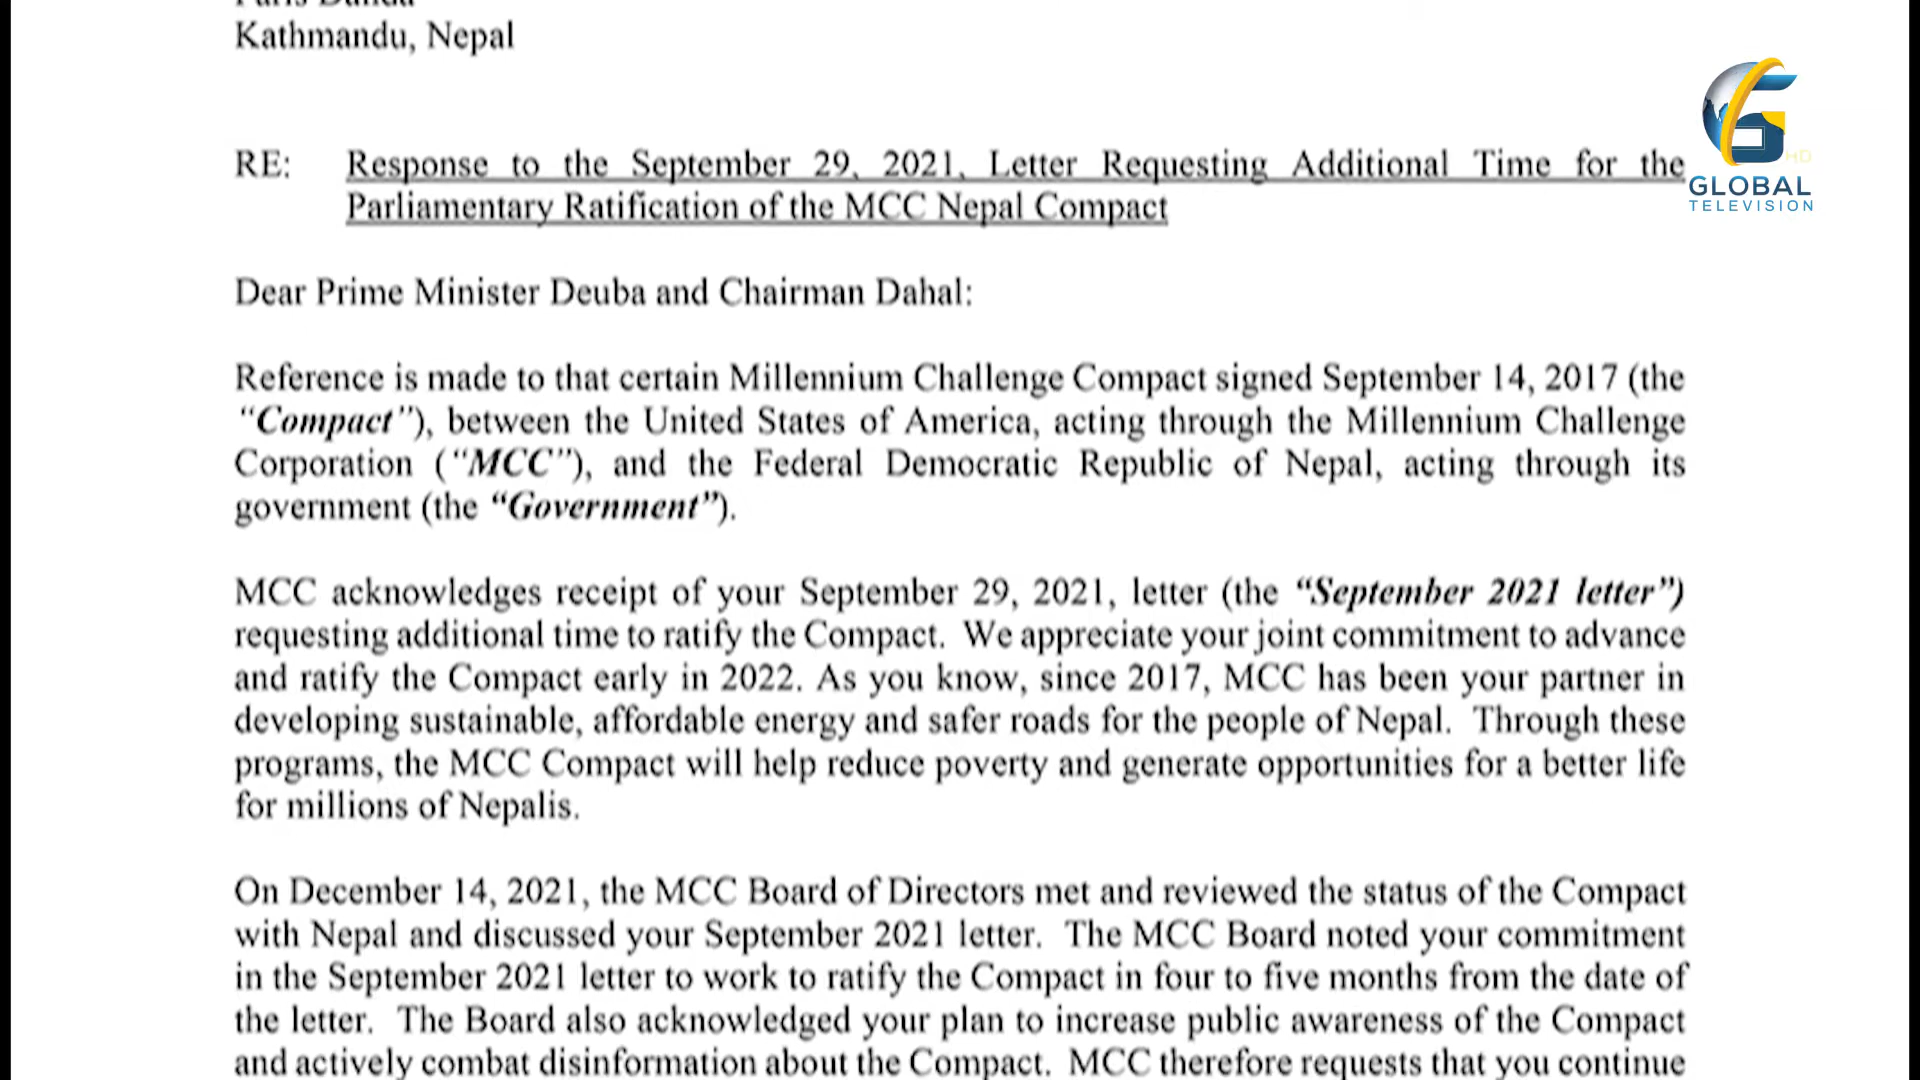 Kathmandu, Nepal
RE: Response to the September 29, 2021, Letter Requesting Additional Time for the
Parliamentary Ratification of the MCC Nepal Compact
HD
GLOBAL
TELEVISION
Dear Prime Minister Deuba and Chairman Dahal:
Reference is made to that certain Millennium Challenge Compact signed September 14, 2017 (the
“Compact”), between the United States of America, acting through the Millennium Challenge
Corporation (“MCC”), and the Federal Democratic Republic of Nepal, acting through its
government (the “Government”).
MCC acknowledges receipt of your September 29, 2021, letter (the “September 2021 letter”)
requesting additional time to ratify the Compact. We appreciate your joint commitment to advance
and ratify the Compact early in 2022. As you know, since 2017, MCC has been your partner in
developing sustainable, affordable energy and safer roads for the people of Nepal. Through these
programs, the MCC Compact will help reduce poverty and generate opportunities for a better life
for millions of Nepalis.
On December 14, 2021, the MCC Board of Directors met and reviewed the status of the Compact
with Nepal and discussed your September 2021 letter. The MCC Board noted your commitment
in the September 2021 letter to work to ratify the Compact in four to five months from the date of
the letter. The Board also acknowledged your plan to increase public awareness of the Compact
and actively combat disinformation about the Compact. MCC therefore requests that you continue